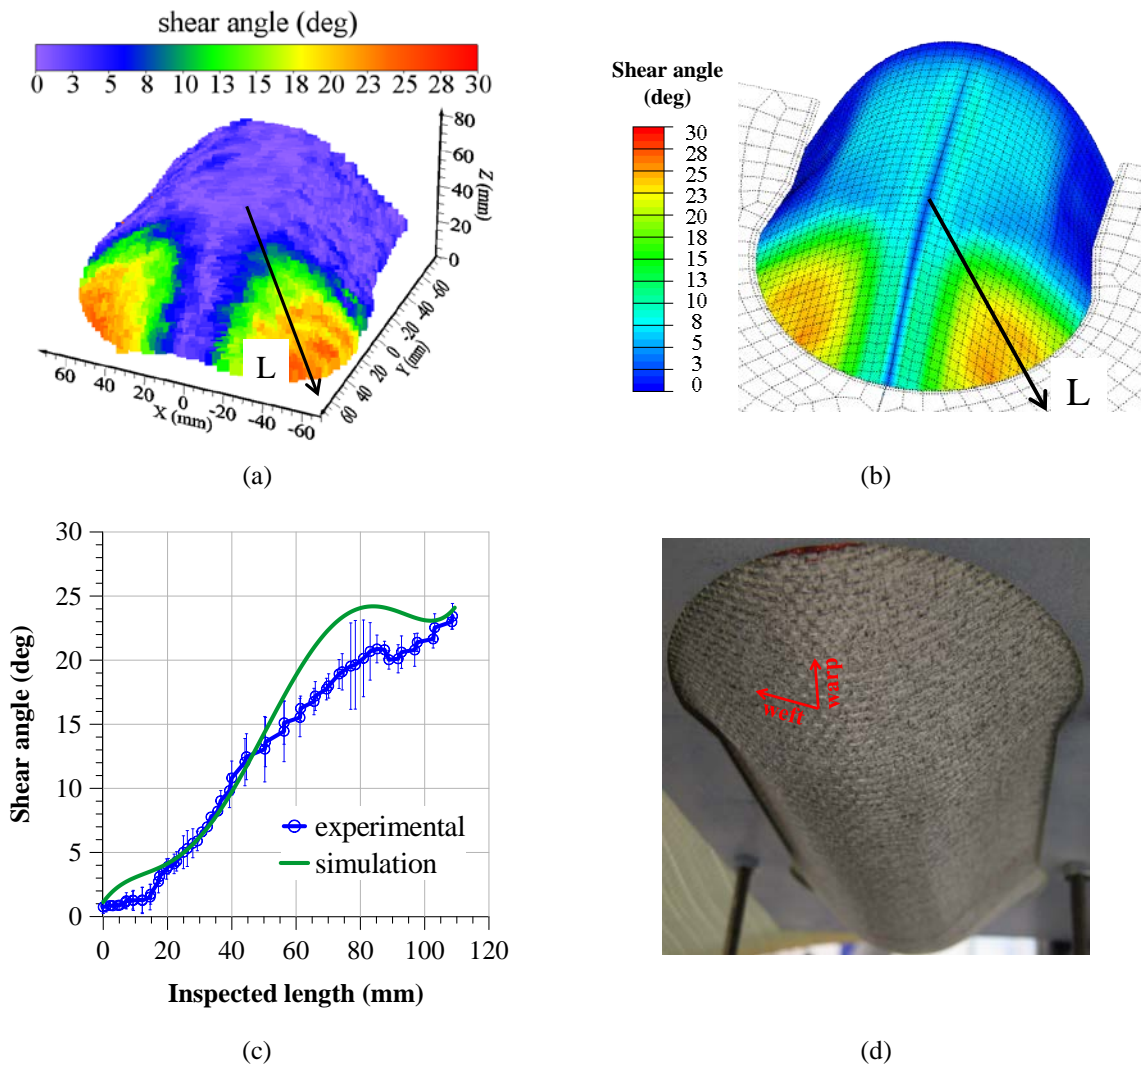 shear angle (deg)
0 3 5 8 10 13 15 18 20 23 25 28 30
80
60
40
20
0
Z (mm)
-60
-40
-20
0
20
40
60
Y (mm)
60 40 20 0 -20 -40 -60
X (mm)
L
(a)
Shear angle
(deg)
30
28
25
23
20
18
15
13
10
8
5
3
0
L
(b)
30
25
20
15
10
5
0
Shear angle (deg)
experimental
simulation
0 20 40 60 80 100 120
Inspected length (mm)
(c)
weft
warp
(d)